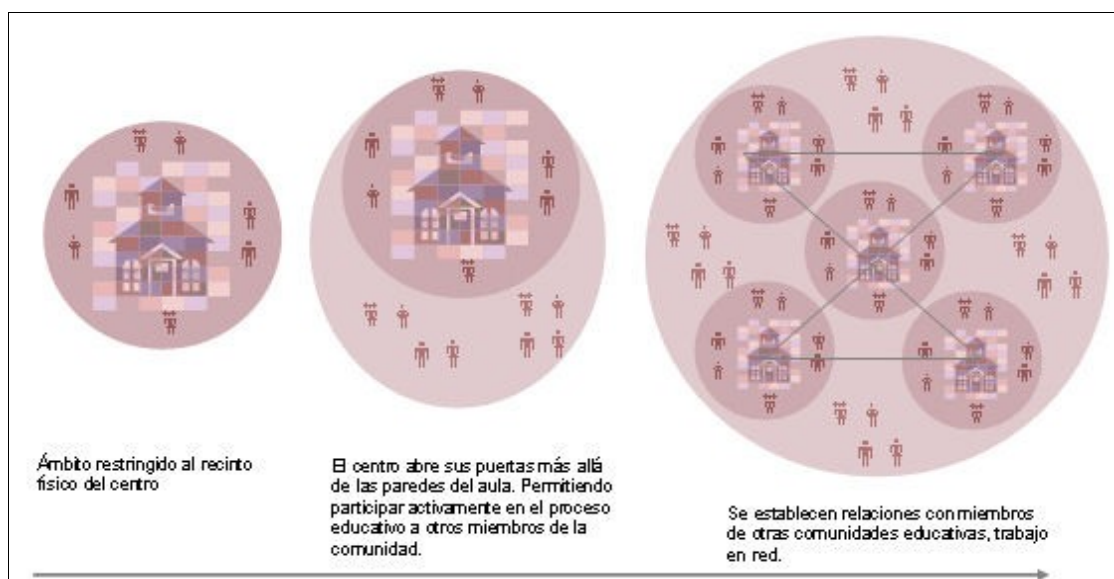 Ámbito restringido al recinto
físico del centro
El centro abre sus puertas más allá
de las paredes del aula. Permitiendo
participar activamente en el proceso
educativo a otros miembros de la
comunidad.
Se establecen relaciones con miembros
de otras comunidades educativas, trabajo
en red.